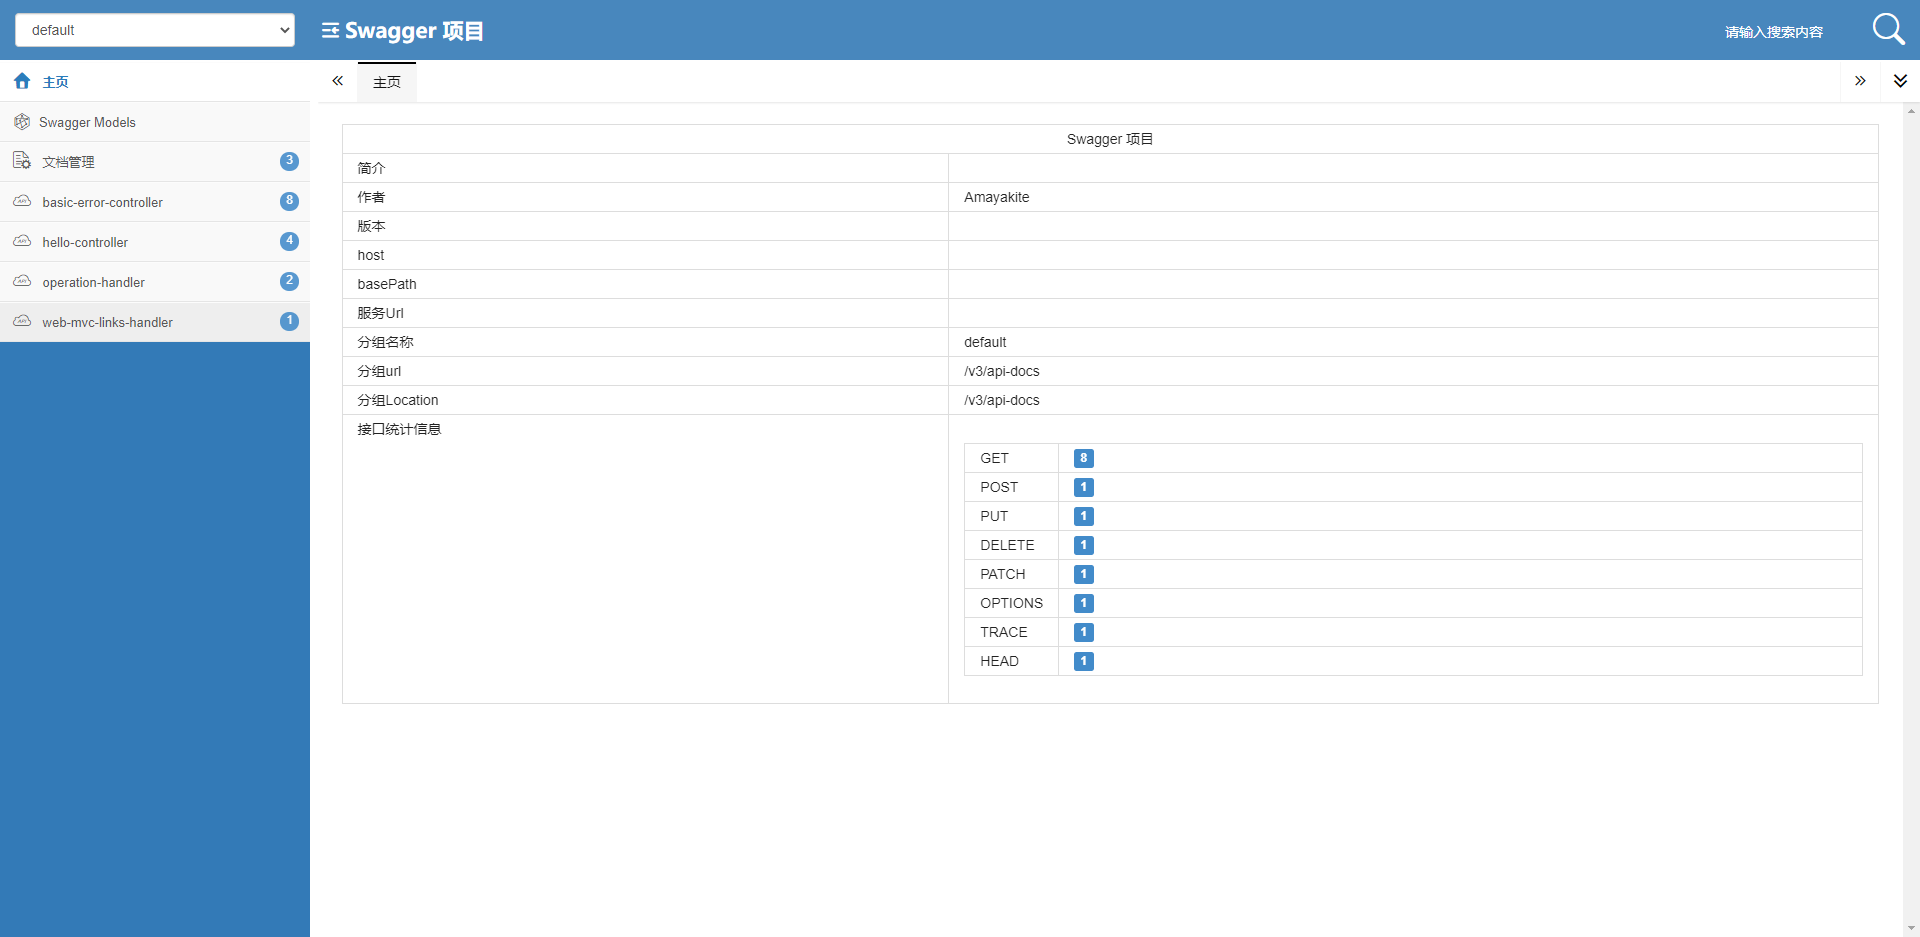 default
Swagger 项目
请输入搜索内容
主页
Swagger Models
文档管理 3
basic-error-controller 8
hello-controller 4
operation-handler 2
web-mvc-links-handler 1
主页
Swagger 项目
简介
作者 Amayakite
版本
host
basePath
服务Url
分组名称 default
分组url /v3/api-docs
分组Location /v3/api-docs
接口统计信息
GET 8
POST 1
PUT 1
DELETE 1
PATCH 1
OPTIONS 1
TRACE 1
HEAD 1